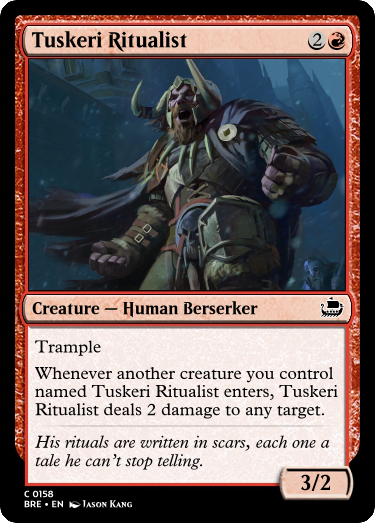 Tuskeri Ritualist 2
Creature — Human Berserker
Trample
Whenever another creature you control
named Tuskeri Ritualist enters, Tuskeri
Ritualist deals 2 damage to any target.
His rituals are written in scars, each one a
tale he can't stop telling.
3/2
C 0158
BRE • EN Jason Kang